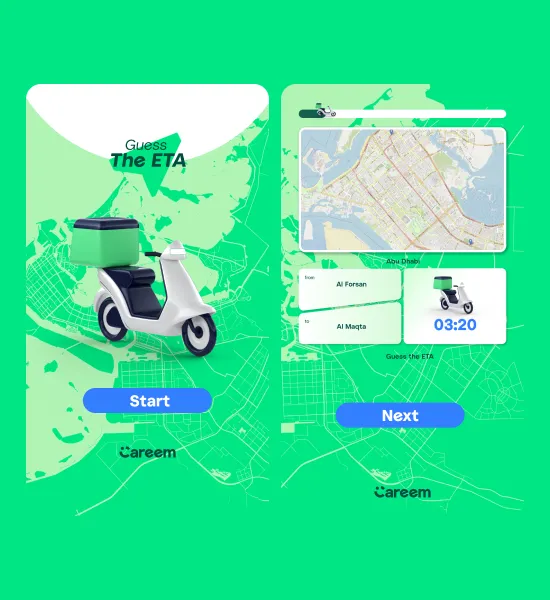 Guess
The ETA
Start
Careem
Abu Dhabi
from
Al Forsan
to
Al Maqta
03:20
Guess the ETA
Next
Careem